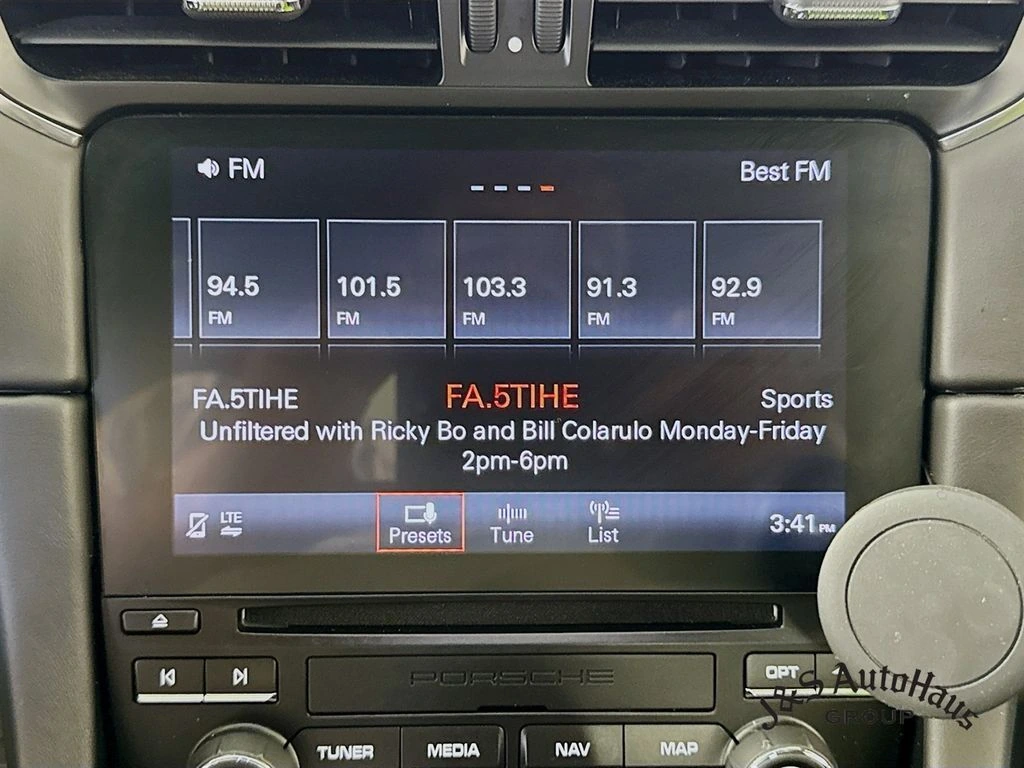 FM
Best FM
94.5
FM
101.5
FM
103.3
FM
91.3
FM
92.9
FM
FA.5TIHE
FA.5TIHE
Sports
Unfiltered with Ricky Bo and Bill Colarulo Monday-Friday
2pm-6pm
LTE
Presets
Tune
List
3:41 PM
PORSCHE
OPT
TUNER
MEDIA
NAV
MAP
J&S AutoHaus
GROUP